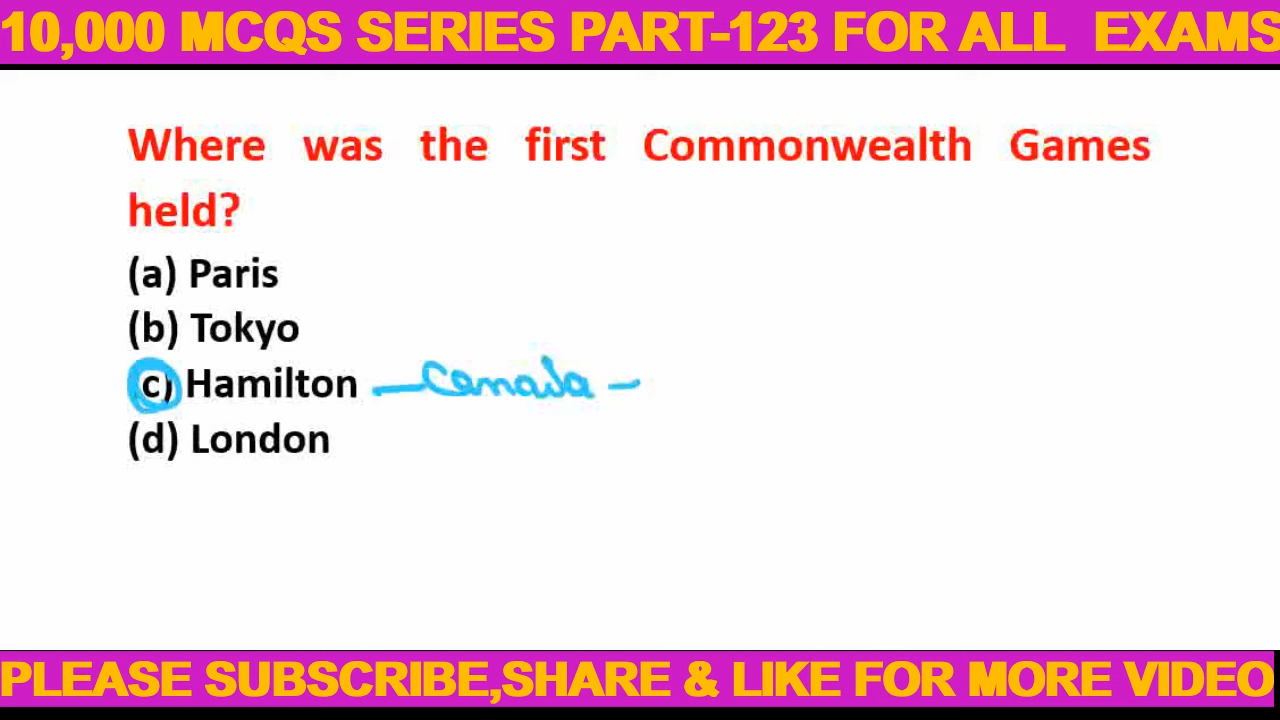 10,000 MCQS SERIES PART-123 FOR ALL EXAMS
Where was the first Commonwealth Games
held?
(a) Paris
(b) Tokyo
(c) Hamilton — Canada —
(d) London
PLEASE SUBSCRIBE,SHARE & LIKE FOR MORE VIDEO